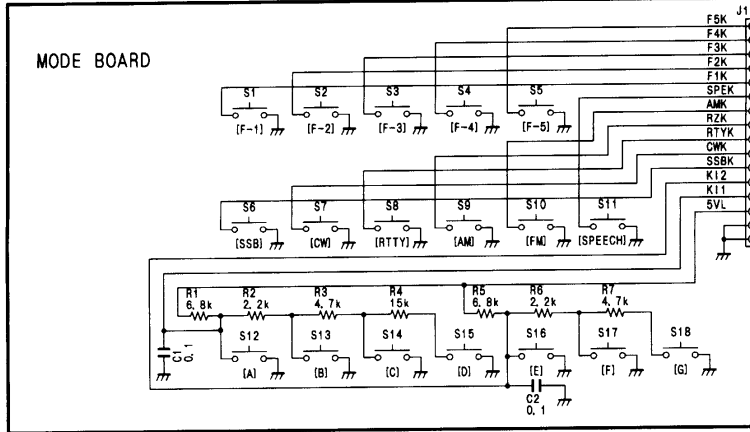 J1
F5K
F4K
F3K
MODE BOARD
F2K
F1K
S1 S2 S3 S4 S5
SPEK
AMK
[F-1] [F-2] [F-3] [F-4] [F-5]
RZK
RTYK
CWK
SSBK
KI2
S6 S7 S8 S9 S10 S11
KI1
5VL
[SSB] [CW] [RTTY] [AM] [FM] [SPEECH]
R1 R2 R3 R4 R5 R6 R7
6.8k 2.2k 4.7k 15k 6.8k 2.2k 4.7k
S12 S13 S14 S15 S16 S17 S18
C1
0.1
[A] [B] [C] [D] [E] [F] [G]
C2
0.1